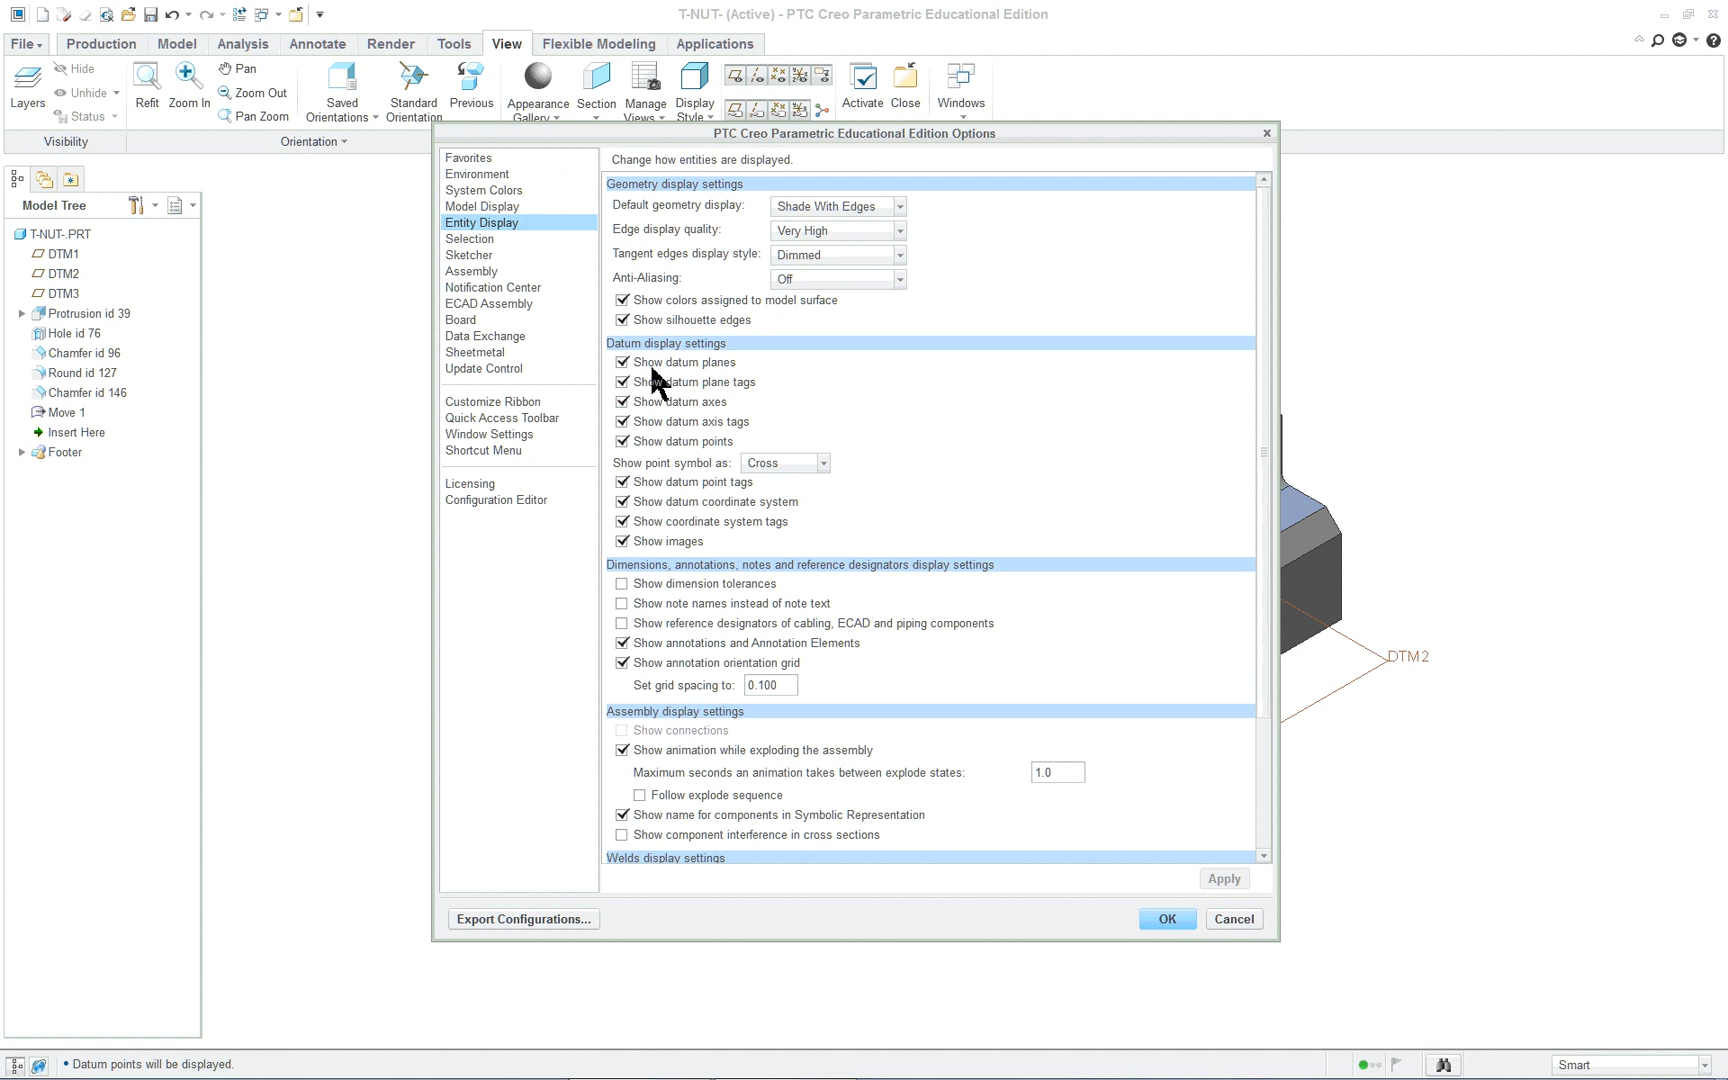 T-NUT- (Active) - PTC Creo Parametric Educational Edition
File
Production
Model
Analysis
Annotate
Render
Tools
View
Flexible Modeling
Applications
Layers
Hide
Unhide
Status
Refit
Zoom In
Pan
Zoom Out
Pan Zoom
Saved
Orientations
Standard
Orientation
Previous
Appearance
Gallery
Section
Manage
Views
Display
Style
Activate
Close
Windows
Visibility
Orientation
Model Tree
T-NUT-.PRT
DTM1
DTM2
DTM3
Protrusion id 39
Hole id 76
Chamfer id 96
Round id 127
Chamfer id 146
Move 1
Insert Here
Footer
PTC Creo Parametric Educational Edition Options
Favorites
Environment
System Colors
Model Display
Entity Display
Selection
Sketcher
Assembly
Notification Center
ECAD Assembly
Board
Data Exchange
Sheetmetal
Update Control
Customize Ribbon
Quick Access Toolbar
Window Settings
Shortcut Menu
Licensing
Configuration Editor
Change how entities are displayed.
Geometry display settings
Default geometry display: Shade With Edges
Edge display quality: Very High
Tangent edges display style: Dimmed
Anti-Aliasing: Off
Show colors assigned to model surface
Show silhouette edges
Datum display settings
Show datum planes
Show datum plane tags
Show datum axes
Show datum axis tags
Show datum points
Show point symbol as: Cross
Show datum point tags
Show datum coordinate system
Show coordinate system tags
Show images
Dimensions, annotations, notes and reference designators display settings
Show dimension tolerances
Show note names instead of note text
Show reference designators of cabling, ECAD and piping components
Show annotations and Annotation Elements
Show annotation orientation grid
Set grid spacing to: 0.100
Assembly display settings
Show connections
Show animation while exploding the assembly
Maximum seconds an animation takes between explode states: 1.0
Follow explode sequence
Show name for components in Symbolic Representation
Show component interference in cross sections
Welds display settings
Apply
Export Configurations...
OK
Cancel
DTM2
Datum points will be displayed.
Smart